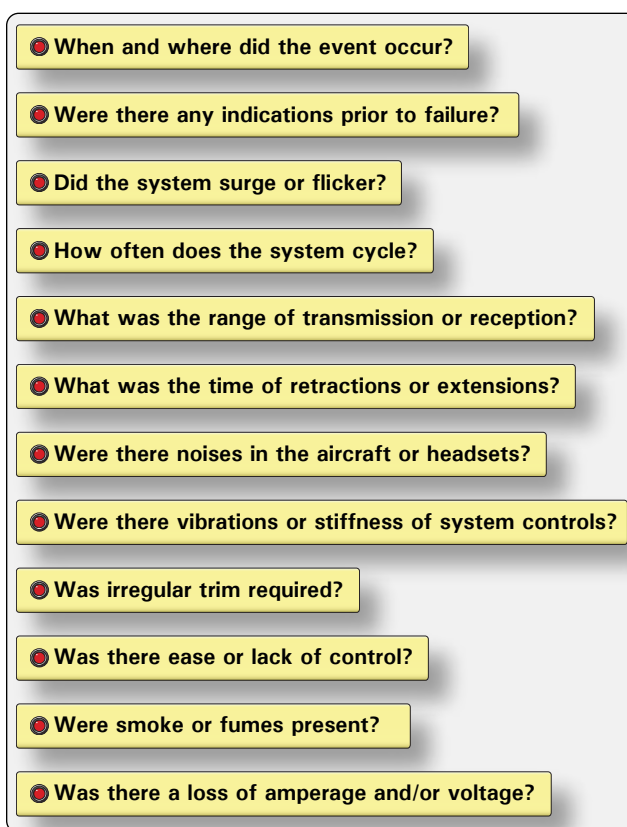 When and where did the event occur?
Were there any indications prior to failure?
Did the system surge or flicker?
How often does the system cycle?
What was the range of transmission or reception?
What was the time of retractions or extensions?
Were there noises in the aircraft or headsets?
Were there vibrations or stiffness of system controls?
Was irregular trim required?
Was there ease or lack of control?
Were smoke or fumes present?
Was there a loss of amperage and/or voltage?